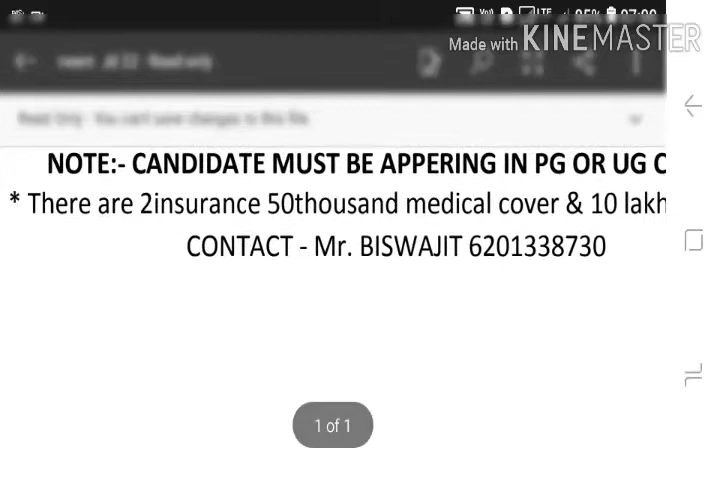 Made with KINEMASTER
NOTE:- CANDIDATE MUST BE APPERING IN PG OR UG C
* There are 2insurance 50thousand medical cover & 10 lakh
CONTACT - Mr. BISWAJIT 6201338730
1 of 1